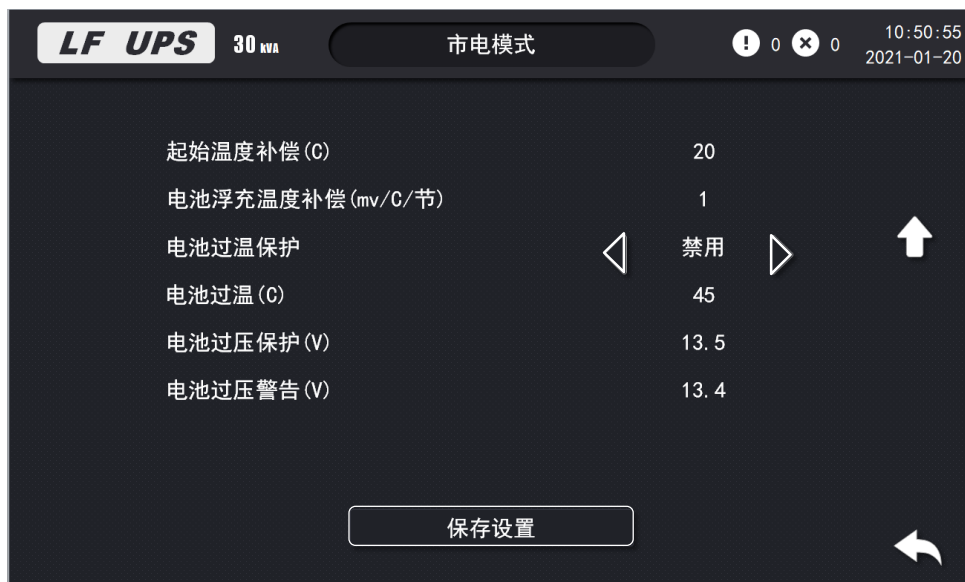 LF UPS 30 kVA 市电模式 0 0 10:50:55
2021-01-20
起始温度补偿(C) 20
电池浮充温度补偿(mv/C/节) 1
电池过温保护 禁用
电池过温(C) 45
电池过压保护(V) 13.5
电池过压警告(V) 13.4
保存设置